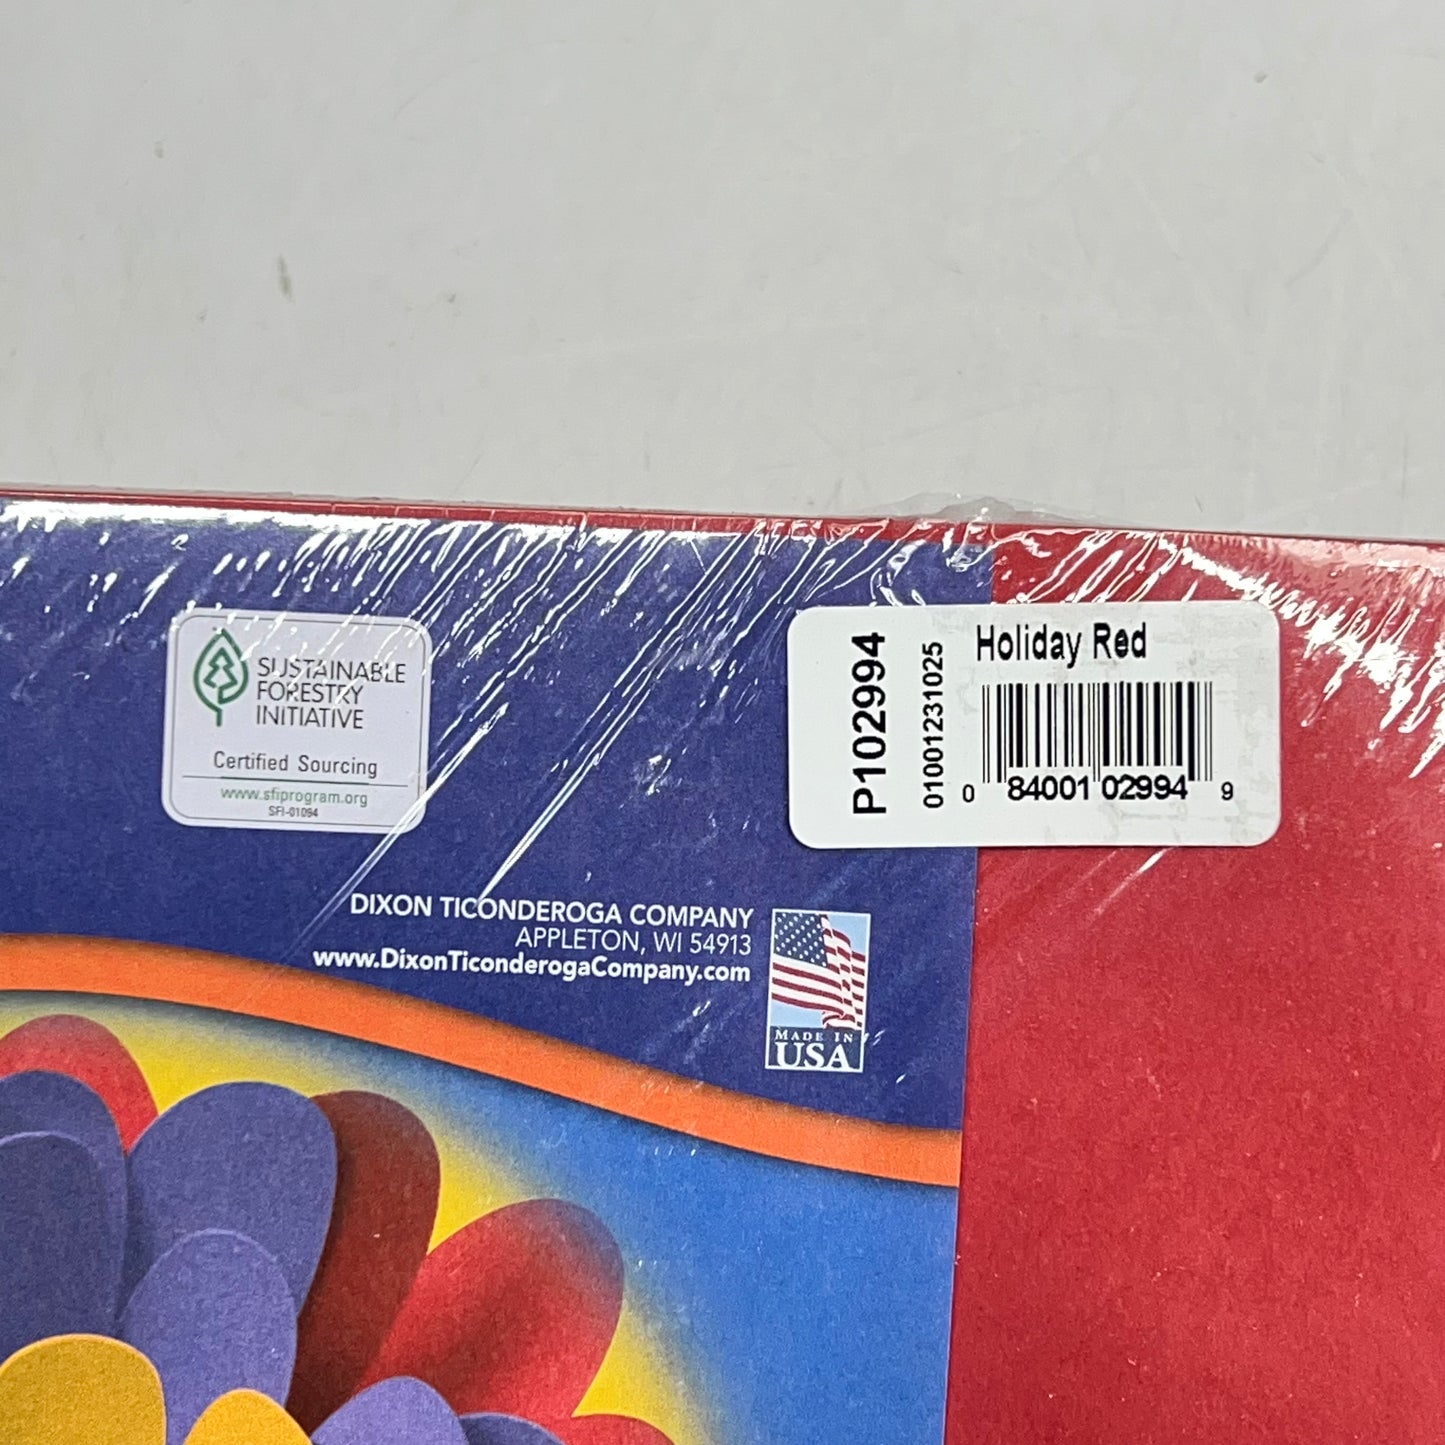 SUSTAINABLE
FORESTRY
INITIATIVE
Certified Sourcing
www.sfiprogram.org
SFI-01094
P102994
01001231025
Holiday Red
0 84001 02994 9
DIXON TICONDEROGA COMPANY
APPLETON, WI 54913
www.DixonTiconderogaCompany.com
MADE IN
USA